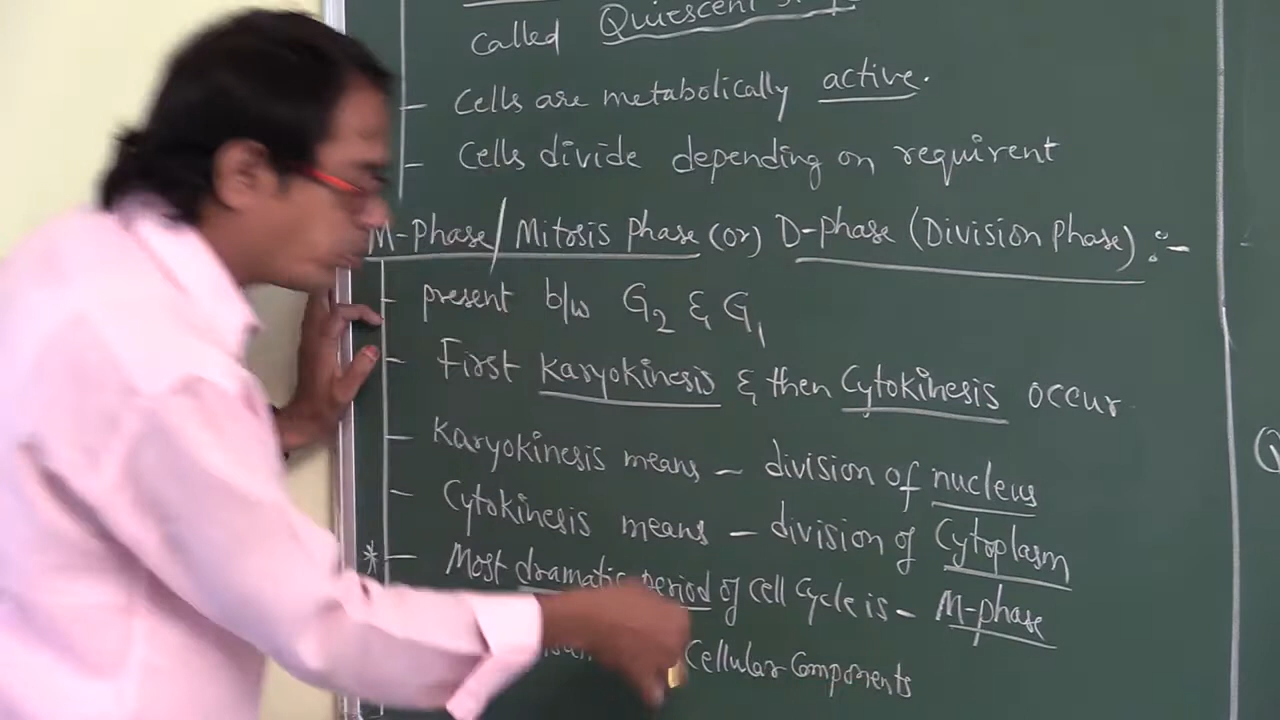 called Quiescent
- Cells are metabolically active.
- Cells divide depending on requirent
M-Phase/ Mitosis Phase (or) D-Phase (Division Phase) :-
- present b/w G₂ & G₁
- First karyokinesis & then Cytokinesis occur
- karyokinesis means - division of nucleus
- Cytokinesis means - division of Cytoplasm
* - Most dramatic period of cell cycle is - M-phase
Cellular Components